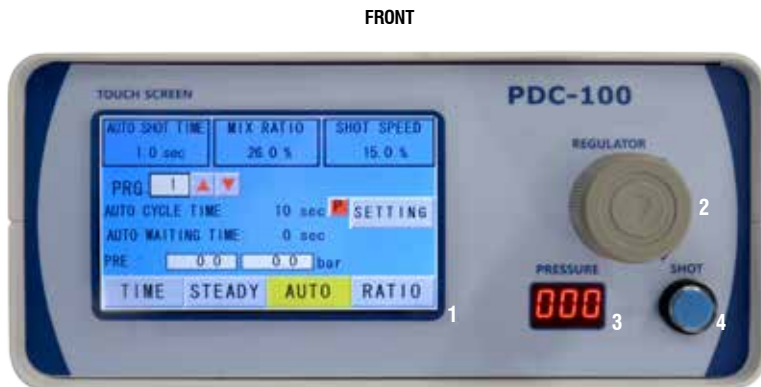 FRONT
TOUCH SCREEN
PDC-100
AUTO SHOT TIME MIX RATIO SHOT SPEED
1.0 sec 26.0 % 15.0 %
REGULATOR
PRG 1
2
AUTO CYCLE TIME 10 sec P SETTING
AUTO WAITING TIME 0 sec
PRE 0.0 0.0 bar
PRESSURE SHOT
TIME STEADY AUTO RATIO
000
1 3 4